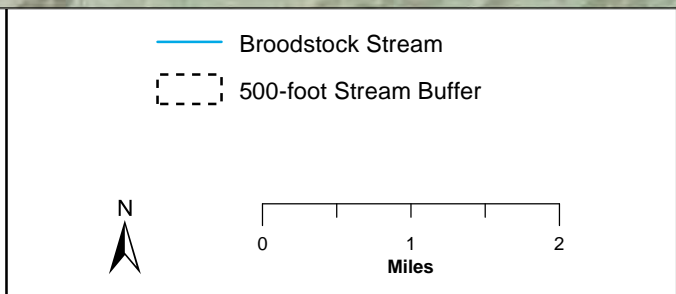 Broodstock Stream
500-foot Stream Buffer
N
0 1 2
Miles